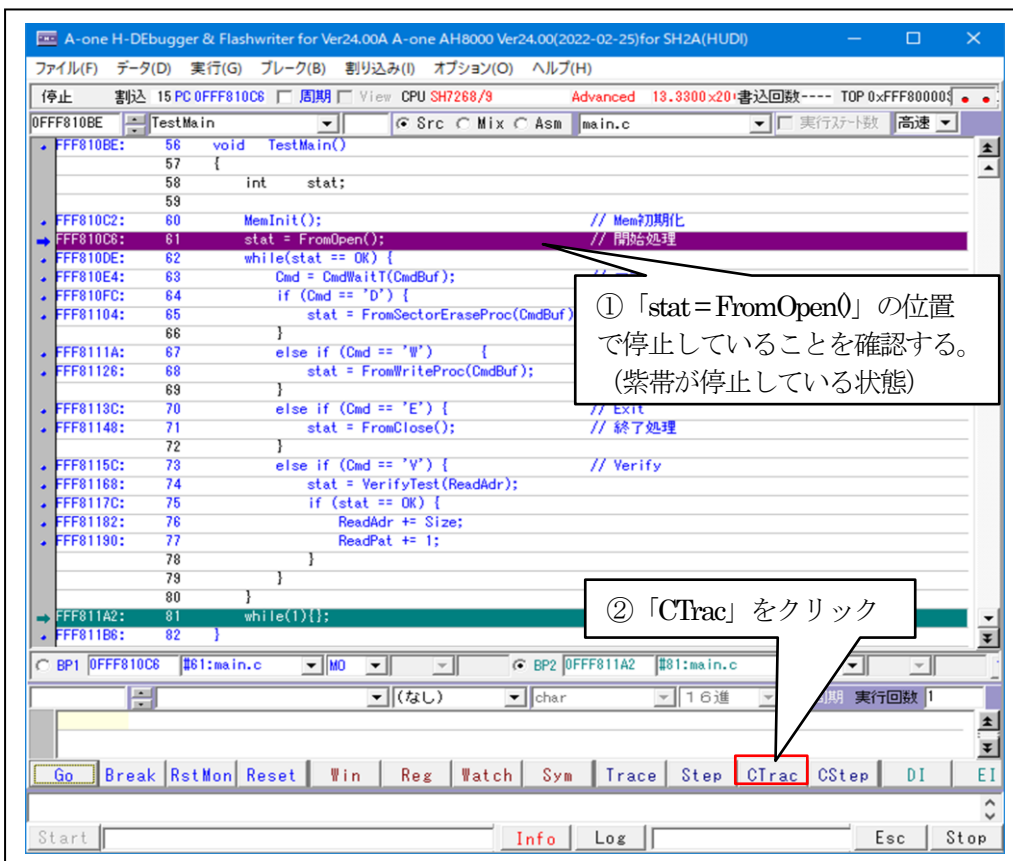 A-one H-DEbugger & Flashwriter for Ver24.00A A-one AH8000 Ver24.00(2022-02-25)for SH2A(HUDI)
ファイル(F) データ(D) 実行(G) ブレーク(B) 割り込み(I) オプション(O) ヘルプ(H)
停止 割込 15 PC 0FFF810C6 周期 View CPU SH7268/9 Advanced 13.3300×20 書込回数---- TOP 0xFFF80000
0FFF810BE TestMain Src Mix Asm main.c 実行ステート数 高速
FFF810BE: 56 void TestMain()
57 {
58 int stat;
59
FFF810C2: 60 MemInit(); // Mem初期化
FFF810C6: 61 stat = FromOpen(); // 開始処理
FFF810DE: 62 while(stat == OK) {
FFF810E4: 63 Cmd = CmdWaitT(CmdBuf);
FFF810FC: 64 if (Cmd == 'D') {
FFF81104: 65 stat = FromSectorEraseProc(CmdBuf)
66 }
FFF8111A: 67 else if (Cmd == 'W') {
FFF81126: 68 stat = FromWriteProc(CmdBuf);
69 }
FFF8113C: 70 else if (Cmd == 'E') { // Exit
FFF81148: 71 stat = FromClose(); // 終了処理
72 }
FFF8115C: 73 else if (Cmd == 'V') { // Verify
FFF81168: 74 stat = VerifyTest(ReadAdr);
FFF8117C: 75 if (stat == OK) {
FFF81182: 76 ReadAdr += Size;
FFF81190: 77 ReadPat += 1;
78 }
79 }
80 }
FFF811A2: 81 while(1){};
FFF811B6: 82 }
①「stat=FromOpen()」の位置
で停止していることを確認する。
(紫帯が停止している状態)
②「CTrac」をクリック
BP1 0FFF810C6 #61:main.c MO BP2 0FFF811A2 #81:main.c
(なし) char 16進 期 実行回数 1
Go Break RstMon Reset Win Reg Watch Sym Trace Step CTrac CStep DI EI
Start Info Log Esc Stop